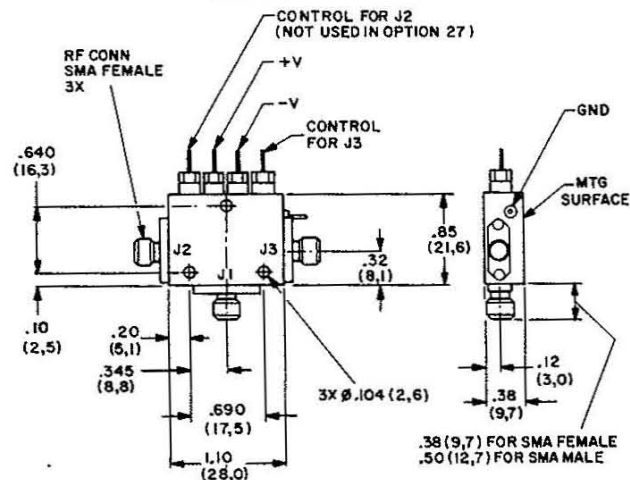 CONTROL FOR J2
(NOT USED IN OPTION 27)
RF CONN
SMA FEMALE
3X
+V
-V
CONTROL
FOR J3
GND
MTG
SURFACE
.640
(16,3)
J2
J3
J1
.85
(21,6)
.32
(8,1)
.10
(2,5)
.20
(5,1)
.345
(8,8)
3X Ø.104 (2,6)
.690
(17,5)
1.10
(28,0)
.12
(3,0)
.38
(9,7)
.38 (9,7) FOR SMA FEMALE
.50 (12,7) FOR SMA MALE